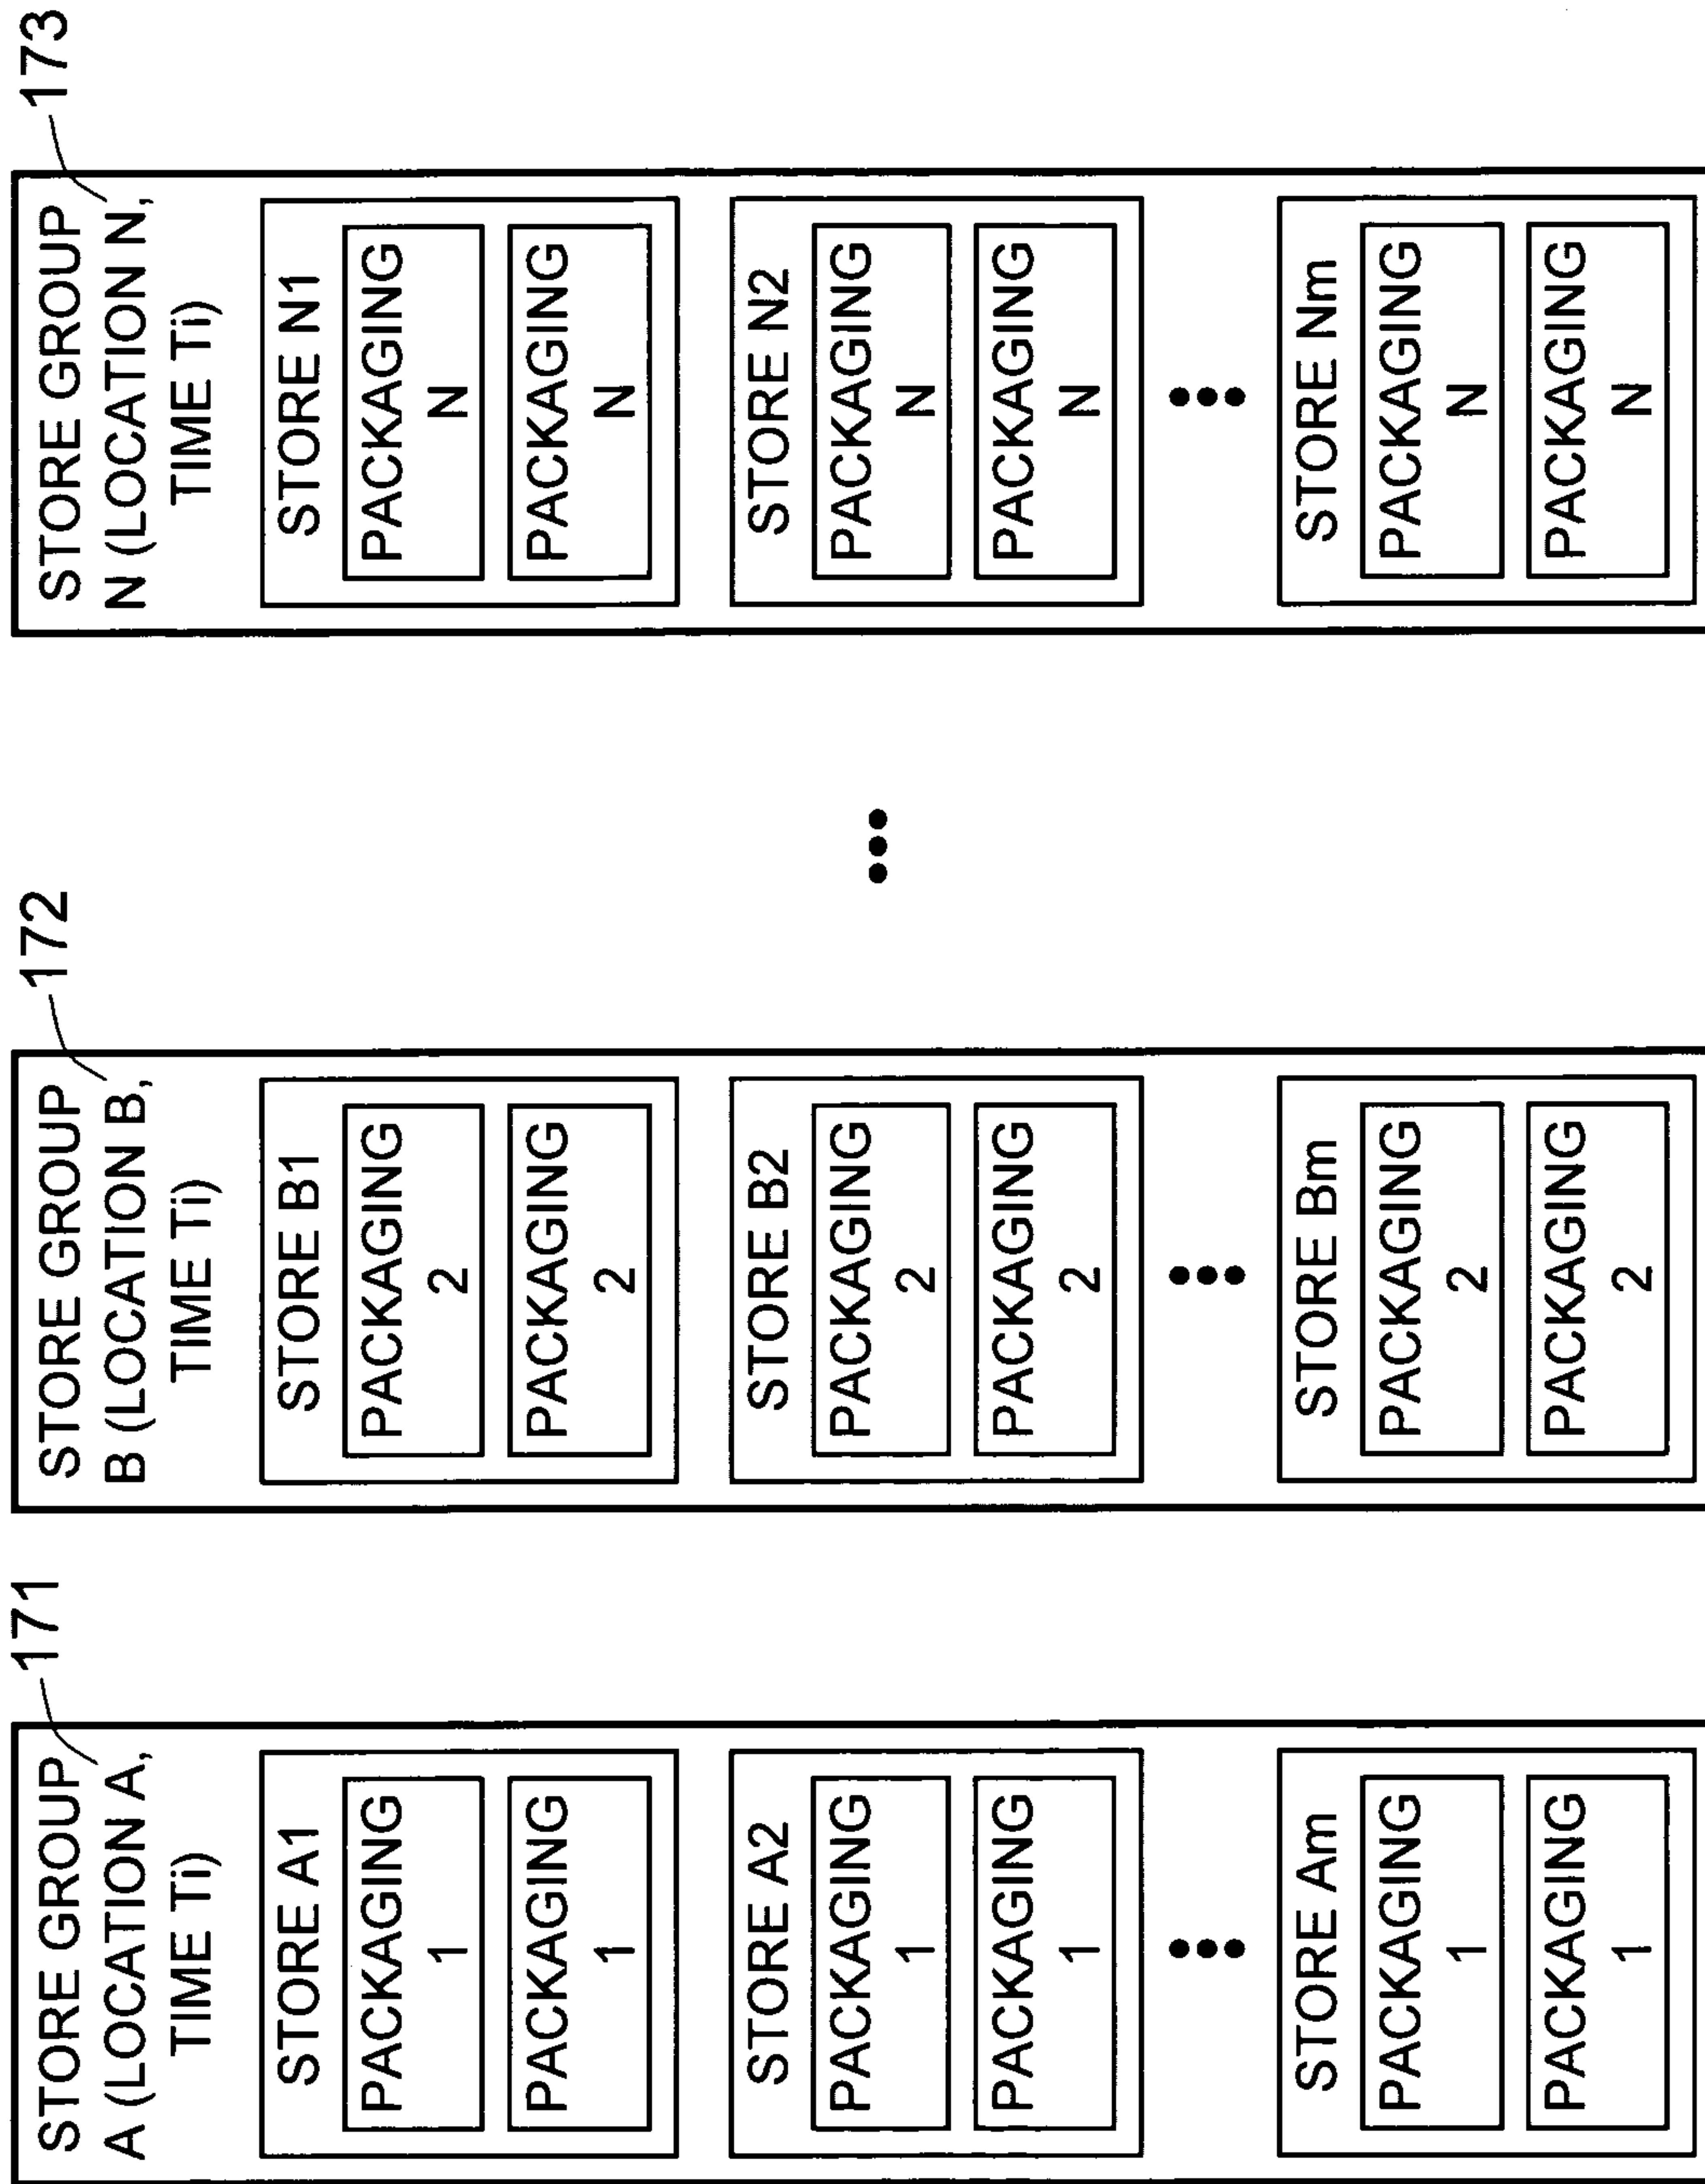 171
STORE GROUP
A (LOCATION A,
TIME Ti)
STORE A1
PACKAGING
1
PACKAGING
1
STORE A2
PACKAGING
1
PACKAGING
1
STORE Am
PACKAGING
1
PACKAGING
1
172
STORE GROUP
B (LOCATION B,
TIME Ti)
STORE B1
PACKAGING
2
PACKAGING
2
STORE B2
PACKAGING
2
PACKAGING
2
STORE Bm
PACKAGING
2
PACKAGING
2
173
STORE GROUP
N (LOCATION N,
TIME Ti)
STORE N1
PACKAGING
N
PACKAGING
N
STORE N2
PACKAGING
N
PACKAGING
N
STORE Nm
PACKAGING
N
PACKAGING
N